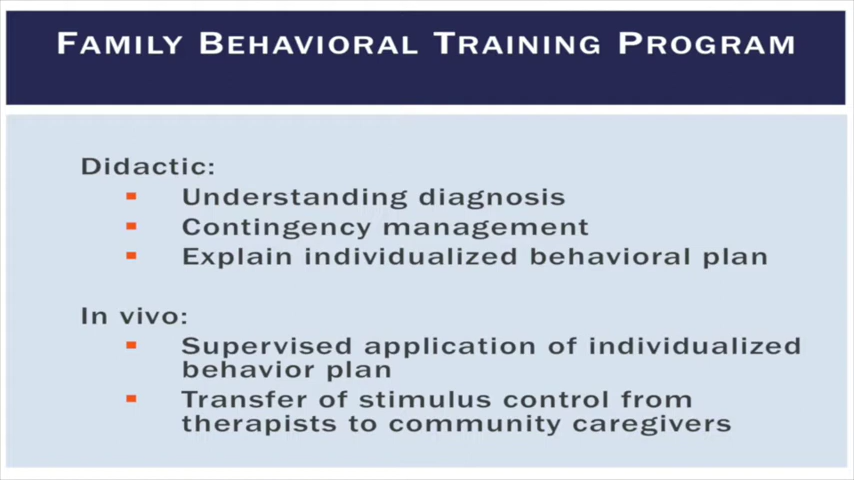 Family Behavioral Training Program
Didactic:
Understanding diagnosis
Contingency management
Explain individualized behavioral plan
In vivo:
Supervised application of individualized
behavior plan
Transfer of stimulus control from
therapists to community caregivers